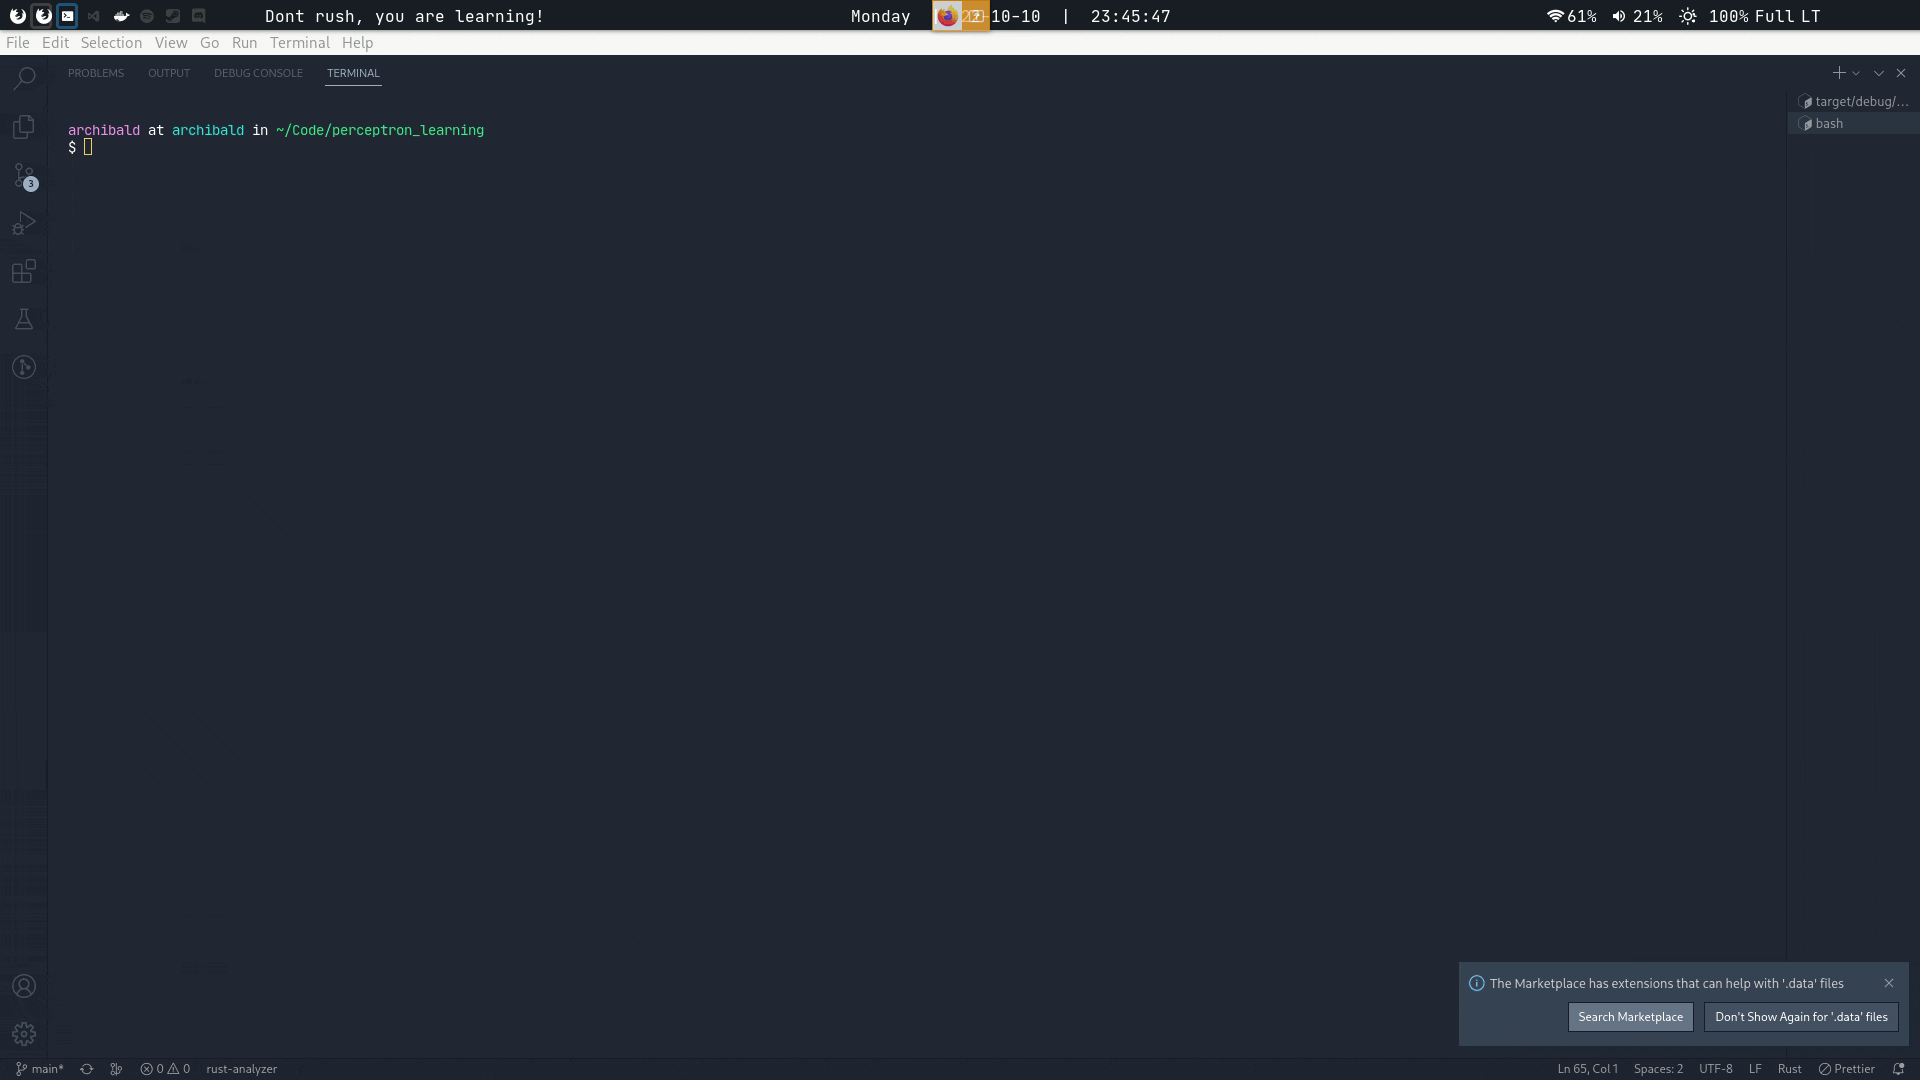 Dont rush, you are learning!
Monday
-10-10 | 23:45:47
61% 21% 100% Full LT
File Edit Selection View Go Run Terminal Help
PROBLEMS OUTPUT DEBUG CONSOLE TERMINAL
target/debug/...
bash
archibald at archibald in ~/Code/perceptron_learning
$
3
The Marketplace has extensions that can help with '.data' files
Search Marketplace
Don't Show Again for '.data' files
main* 0 0 rust-analyzer
Ln 65, Col 1 Spaces: 2 UTF-8 LF Rust Prettier